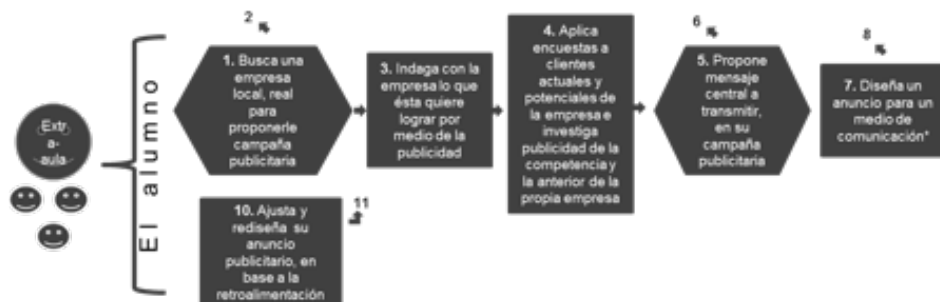 Extr
a-
aula
El alumno
2
1. Busca una
empresa
local, real
para
proponerle
campaña
publicitaria
3. Indaga con la
empresa lo que
ésta quiere
lograr por
medio de la
publicidad
4. Aplica
encuestas a
clientes
actuales y
potenciales de
la empresa e
investiga
publicidad de la
competencia y
la anterior de la
propia empresa
6
5. Propone
mensaje
central a
transmitir,
en su
campaña
publicitaria
8
7. Diseña un
anuncio para un
medio de
comunicación*
10. Ajusta y
rediseña su
anuncio
publicitario, en
base a la
retroalimentación
11